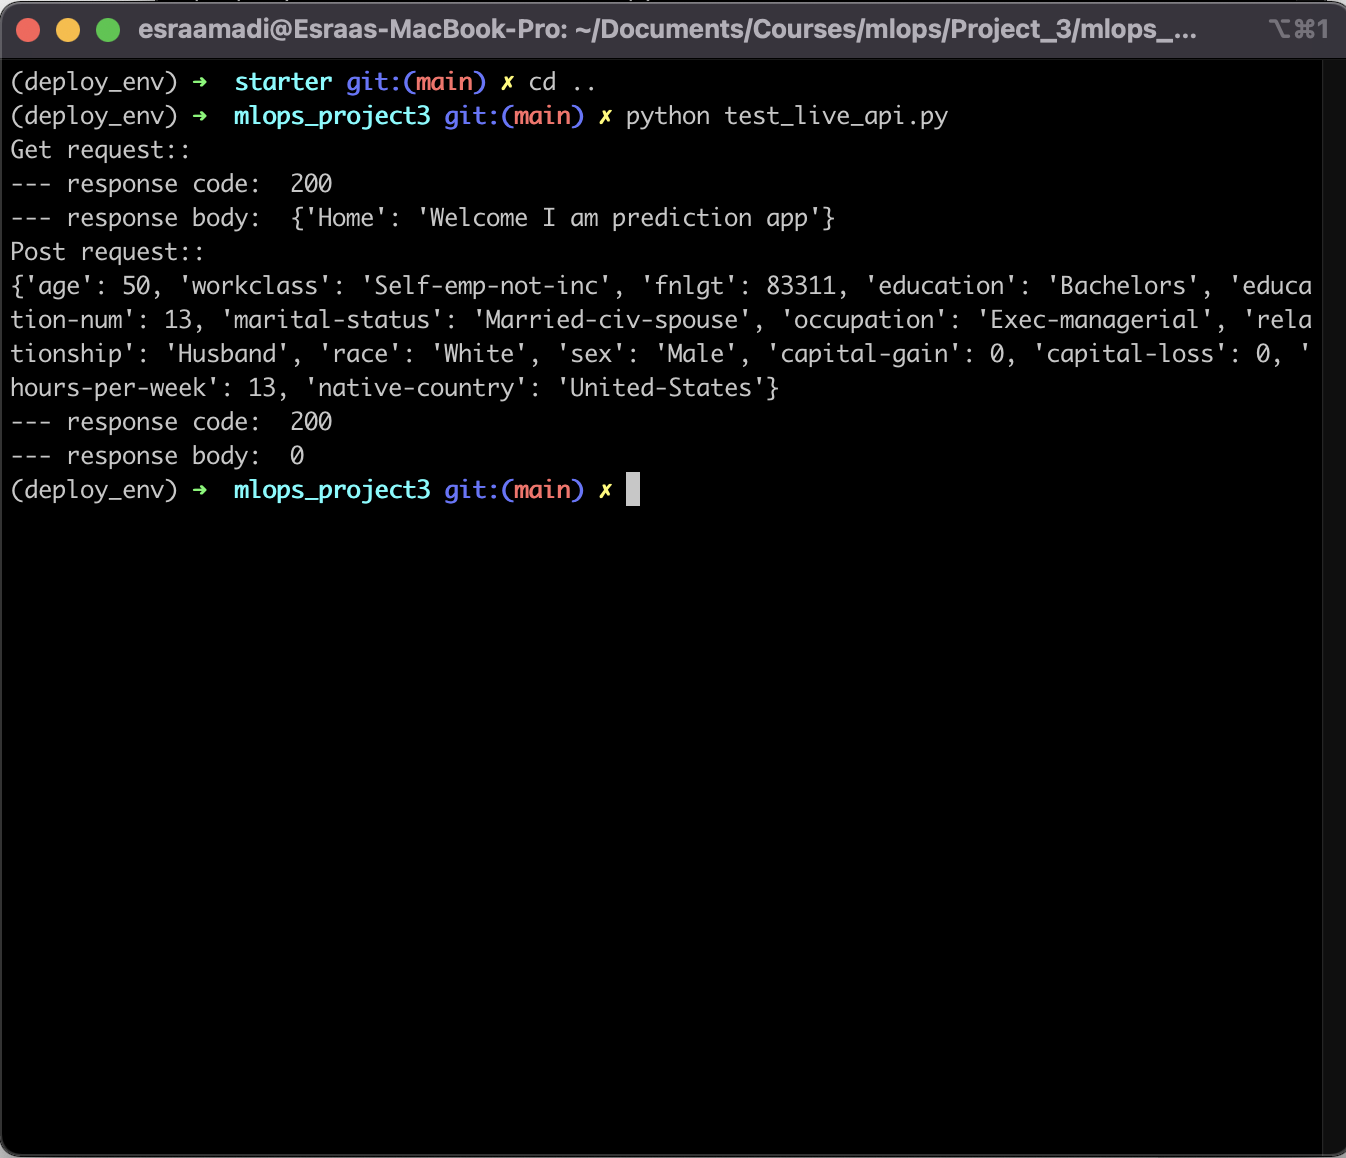 esraamadi@Esraas-MacBook-Pro: ~/Documents/Courses/mlops/Project_3/mlops_... ⌥⌘1
(deploy_env) ➜  starter git:(main) ✗ cd ..
(deploy_env) ➜  mlops_project3 git:(main) ✗ python test_live_api.py
Get request::
--- response code:  200
--- response body:  {'Home': 'Welcome I am prediction app'}
Post request::
{'age': 50, 'workclass': 'Self-emp-not-inc', 'fnlgt': 83311, 'education': 'Bachelors', 'educa
tion-num': 13, 'marital-status': 'Married-civ-spouse', 'occupation': 'Exec-managerial', 'rela
tionship': 'Husband', 'race': 'White', 'sex': 'Male', 'capital-gain': 0, 'capital-loss': 0, '
hours-per-week': 13, 'native-country': 'United-States'}
--- response code:  200
--- response body:  0
(deploy_env) ➜  mlops_project3 git:(main) ✗